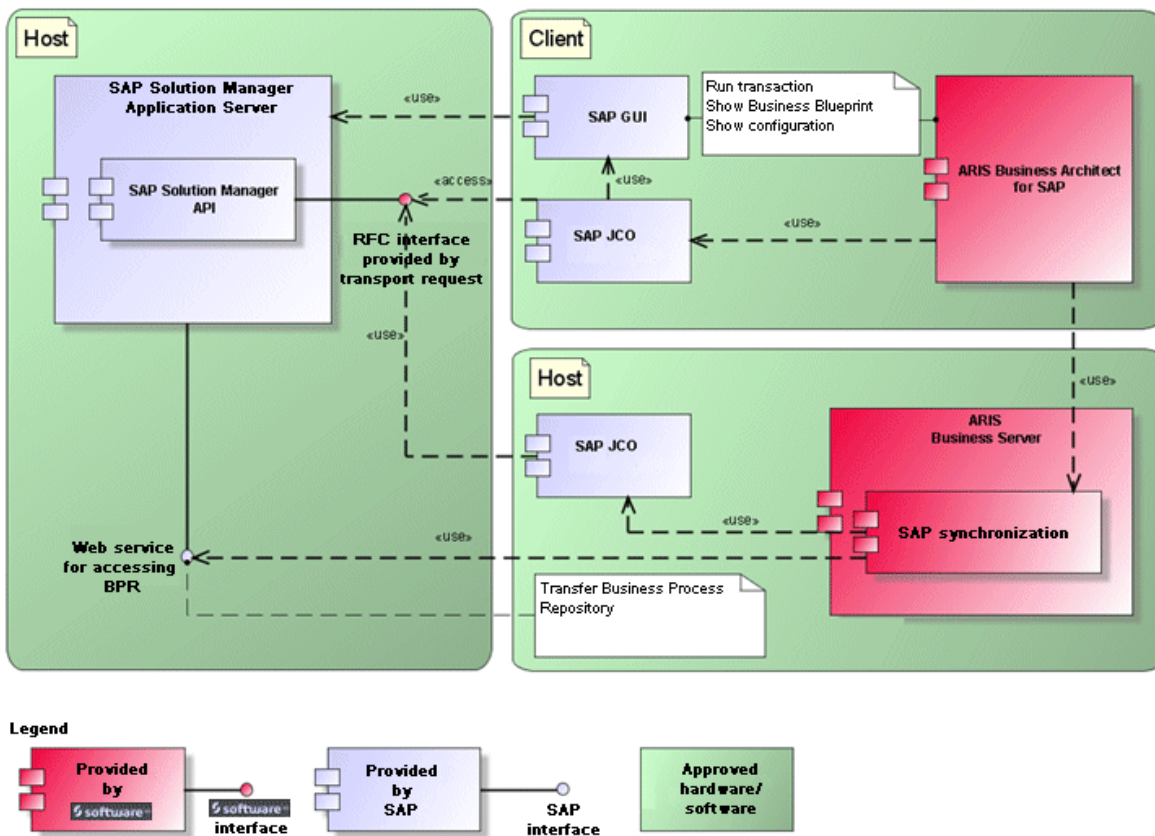 Host
SAP Solution Manager
Application Server
SAP Solution Manager
API
«use»
«access»
RFC interface
provided by
transport request
«use»
Web service
for accessing
BPR
«use»
Client
SAP GUI
Run transaction
Show Business Blueprint
Show configuration
ARIS Business Architect
for SAP
«use»
SAP JCO
«use»
«use»
Host
SAP JCO
ARIS
Business Server
SAP synchronization
«use»
Transfer Business Process
Repository
Legend
Provided
by
software
software
interface
Provided
by
SAP
SAP
interface
Approved
hardware/
software